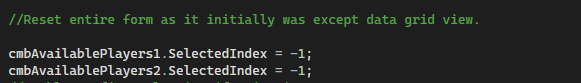 //Reset entire form as it initially was except data grid view.
cmbAvailablePlayers1.SelectedIndex = -1;
cmbAvailablePlayers2.SelectedIndex = -1;